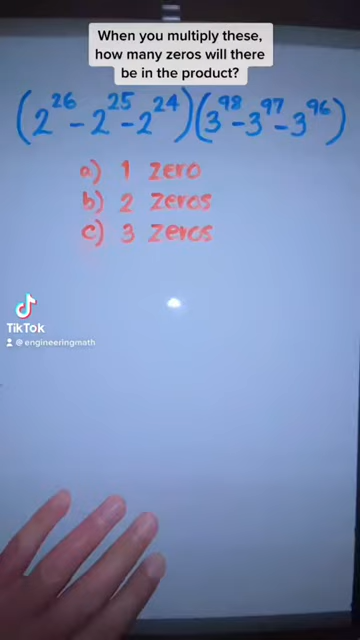 When you multiply these,
how many zeros will there
be in the product?
(2^26 - 2^25 - 2^24)(3^98 - 3^97 - 3^96)
a) 1 zero
b) 2 zeros
c) 3 zeros
TikTok
@engineeringmath